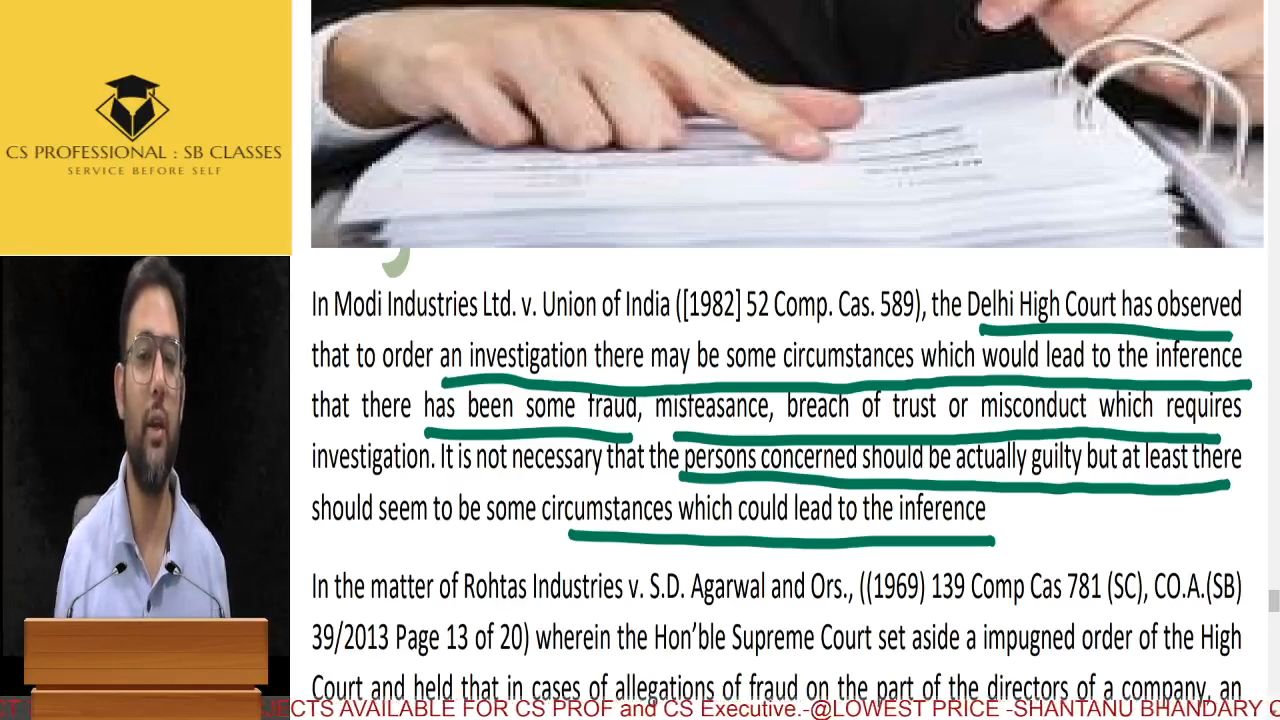 CS PROFESSIONAL : SB CLASSES
SERVICE BEFORE SELF
In Modi Industries Ltd. v. Union of India ([1982] 52 Comp. Cas. 589), the Delhi High Court has observed
that to order an investigation there may be some circumstances which would lead to the inference
that there has been some fraud, misfeasance, breach of trust or misconduct which requires
investigation. It is not necessary that the persons concerned should be actually guilty but at least there
should seem to be some circumstances which could lead to the inference
In the matter of Rohtas Industries v. S.D. Agarwal and Ors., ((1969) 139 Comp Cas 781 (SC), CO.A.(SB)
39/2013 Page 13 of 20) wherein the Hon’ble Supreme Court set aside a impugned order of the High
Court and held that in cases of allegations of fraud on the part of the directors of a company, an
JECTS AVAILABLE FOR CS PROF and CS Executive.-@LOWEST PRICE -SHANTANU BHANDARY